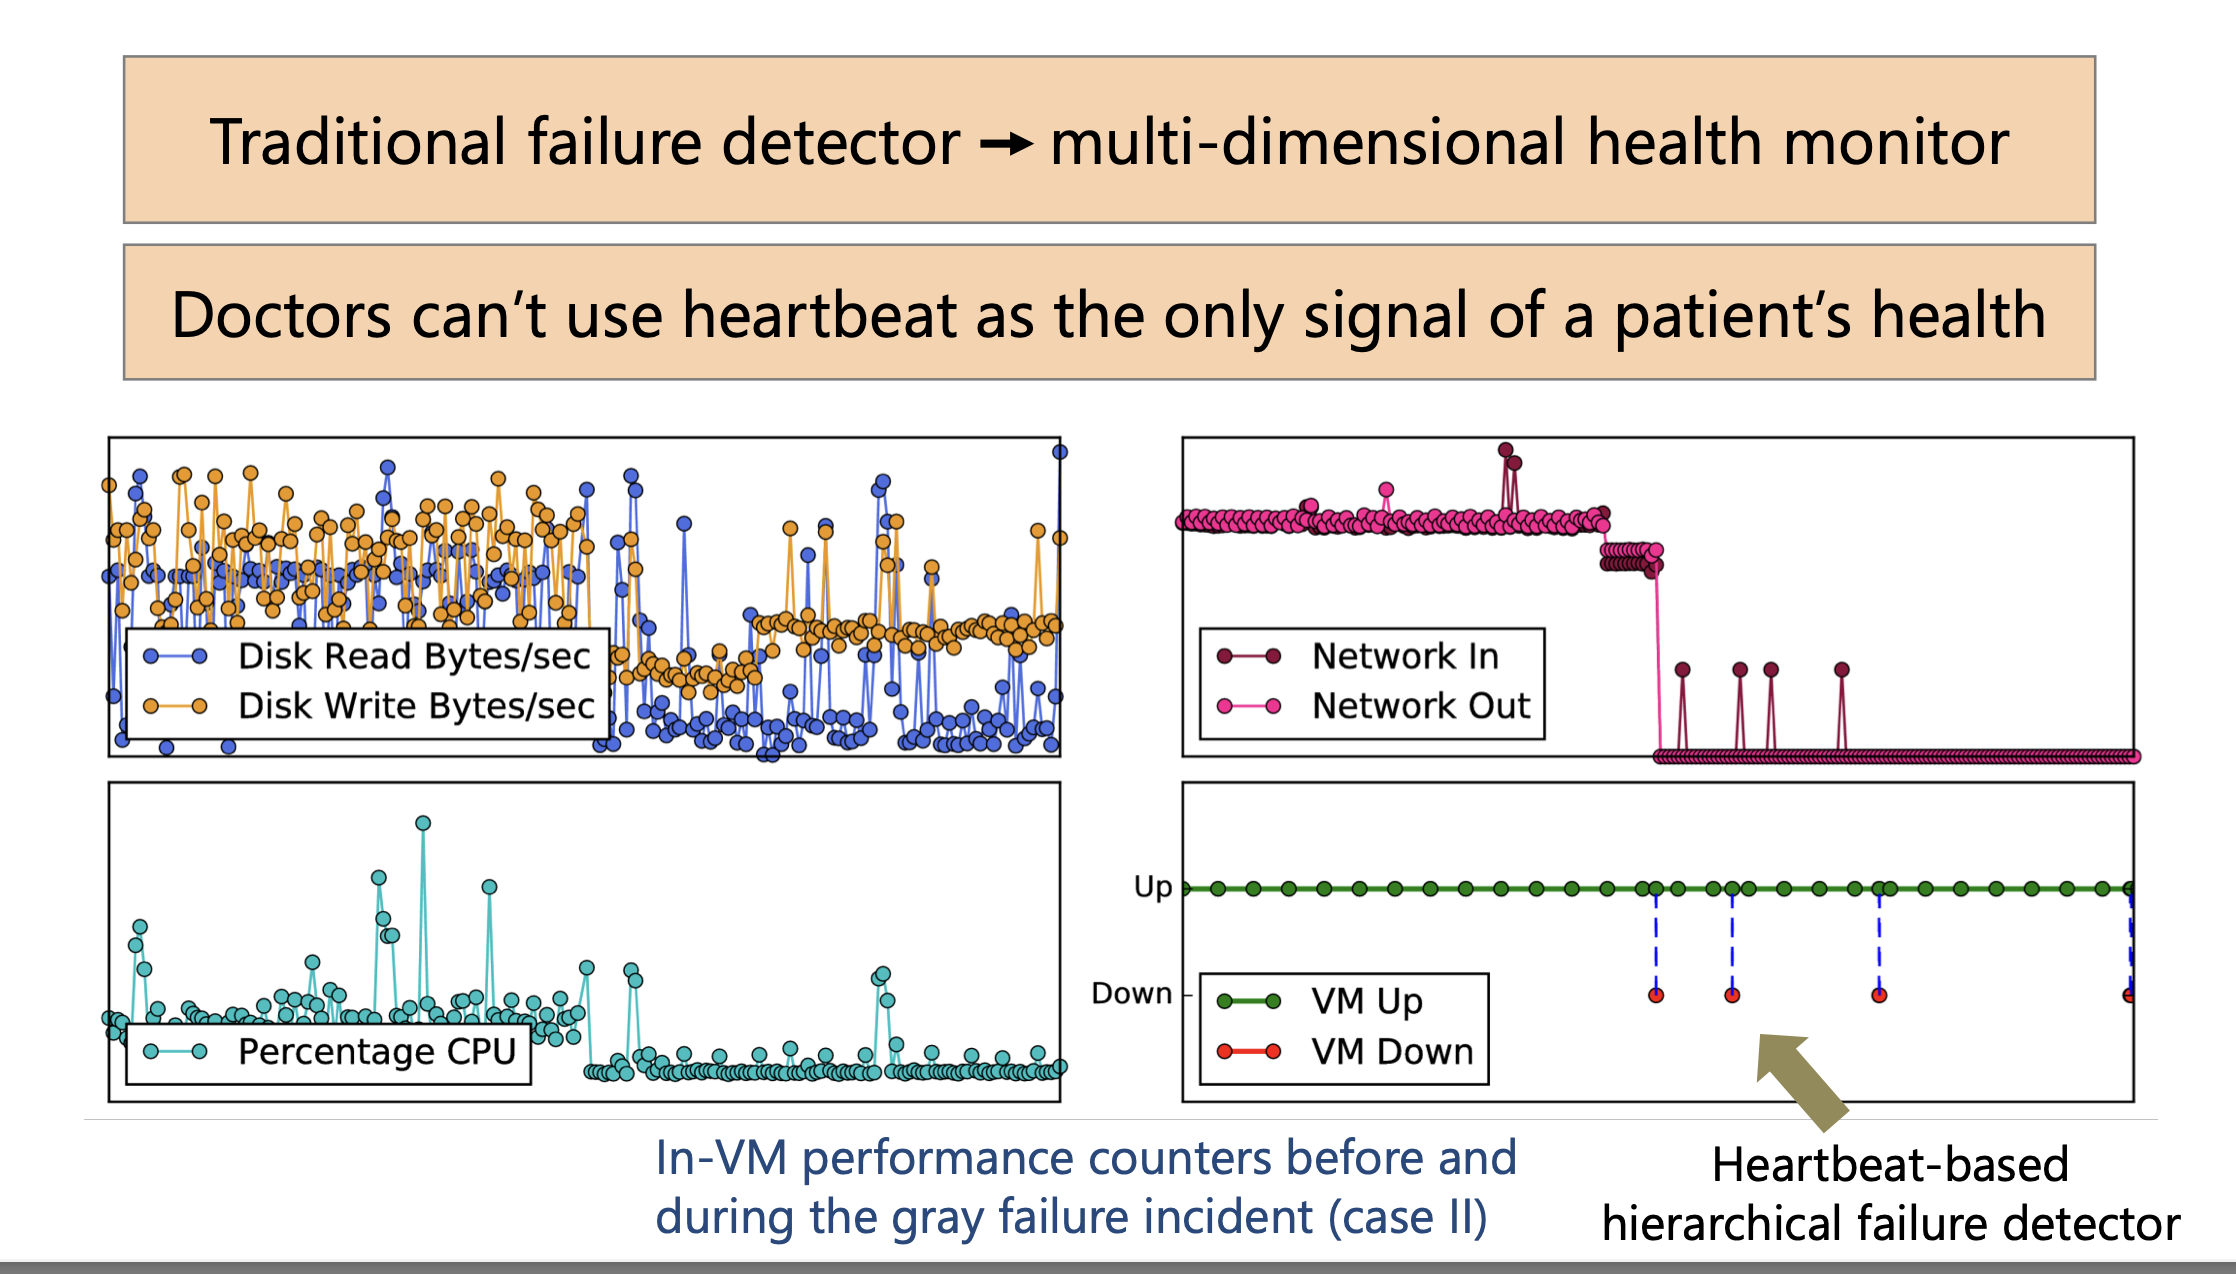 Traditional failure detector → multi-dimensional health monitor
Doctors can’t use heartbeat as the only signal of a patient’s health
Disk Read Bytes/sec
Disk Write Bytes/sec
Network In
Network Out
Percentage CPU
Up
Down
VM Up
VM Down
In-VM performance counters before and
during the gray failure incident (case II)
Heartbeat-based
hierarchical failure detector